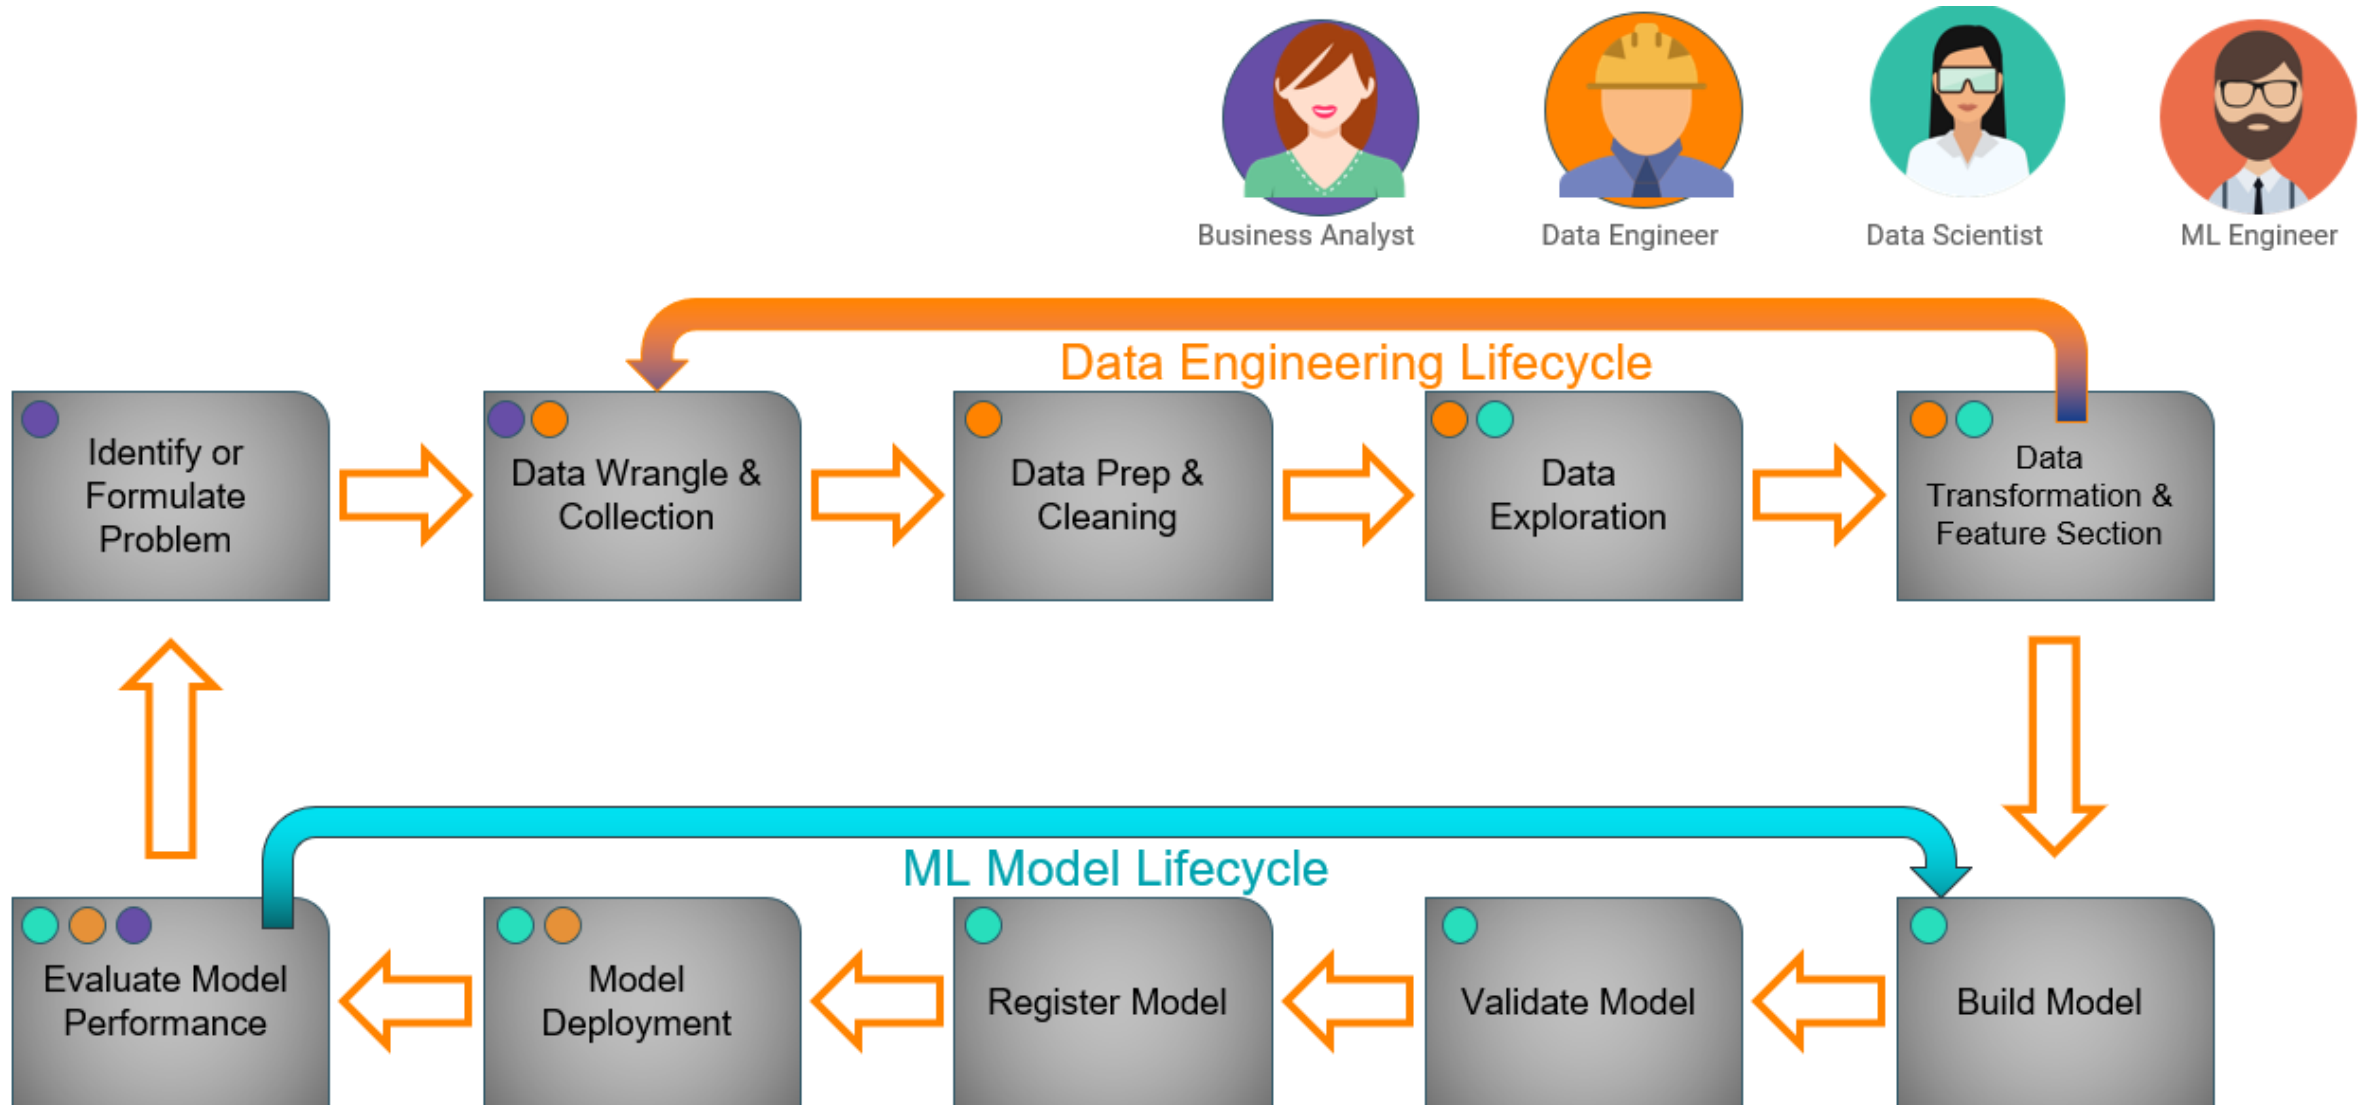 Business Analyst
Data Engineer
Data Scientist
ML Engineer
Data Engineering Lifecycle
Identify or
Formulate
Problem
Data Wrangle &
Collection
Data Prep &
Cleaning
Data
Exploration
Data
Transformation &
Feature Section
ML Model Lifecycle
Evaluate Model
Performance
Model
Deployment
Register Model
Validate Model
Build Model